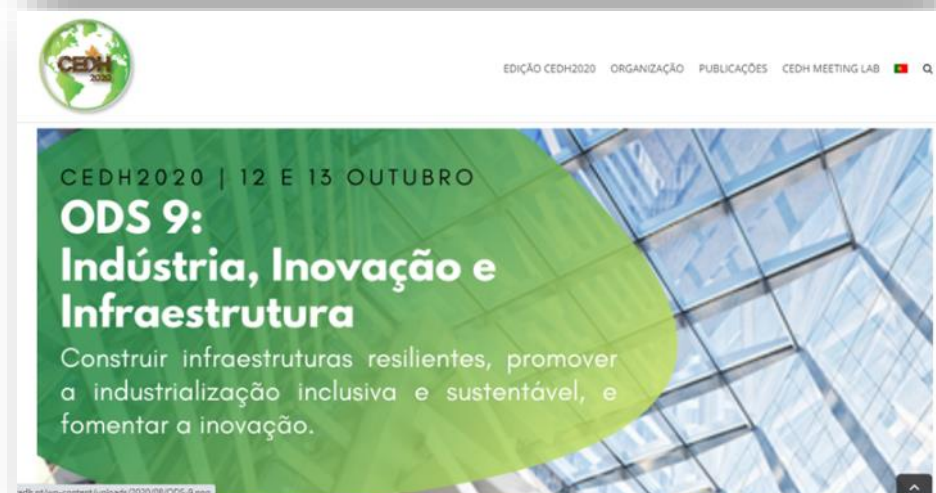 CEDH
2020
EDIÇÃO CEDH2020 ORGANIZAÇÃO PUBLICAÇÕES CEDH MEETING LAB
CEDH2020 | 12 E 13 OUTUBRO
ODS 9:
Indústria, Inovação e
Infraestrutura
Construir infraestruturas resilientes, promover
a industrialização inclusiva e sustentável, e
fomentar a inovação.